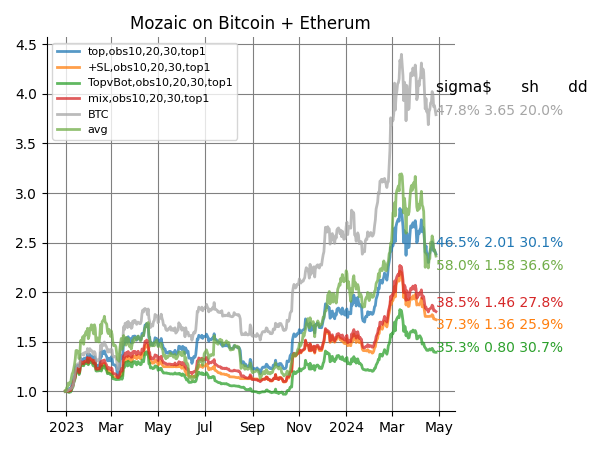 Mozaic on Bitcoin + Etherum
4.5
4.0
3.5
3.0
2.5
2.0
1.5
1.0
top,obs10,20,30,top1
+SL,obs10,20,30,top1
TopvBot,obs10,20,30,top1
mix,obs10,20,30,top1
BTC
avg
sigma$ sh dd
47.8% 3.65 20.0%
46.5% 2.01 30.1%
58.0% 1.58 36.6%
38.5% 1.46 27.8%
37.3% 1.36 25.9%
35.3% 0.80 30.7%
2023 Mar May Jul Sep Nov 2024 Mar May